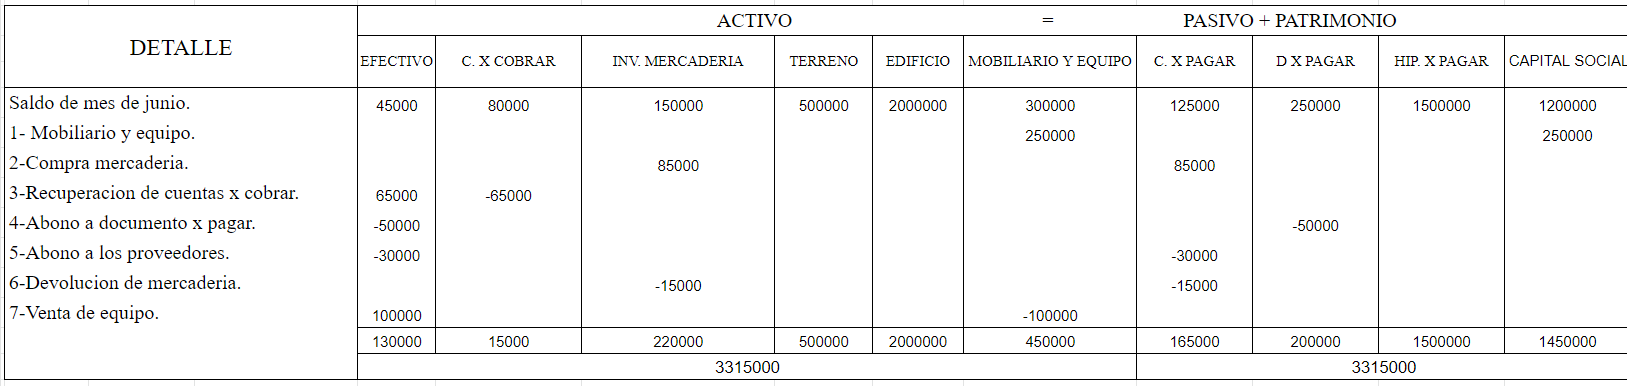 DETALLE ACTIVO = PASIVO + PATRIMONIO
EFECTIVO C. X COBRAR INV. MERCADERIA TERRENO EDIFICIO MOBILIARIO Y EQUIPO C. X PAGAR D X PAGAR HIP. X PAGAR CAPITAL SOCIAL
Saldo de mes de junio. 45000 80000 150000 500000 2000000 300000 125000 250000 1500000 1200000
1- Mobiliario y equipo. 250000 250000
2-Compra mercaderia. 85000 85000
3-Recuperacion de cuentas x cobrar. 65000 -65000
4-Abono a documento x pagar. -50000 -50000
5-Abono a los proveedores. -30000 -30000
6-Devolucion de mercaderia. -15000 -15000
7-Venta de equipo. 100000 -100000
130000 15000 220000 500000 2000000 450000 165000 200000 1500000 1450000
3315000 3315000